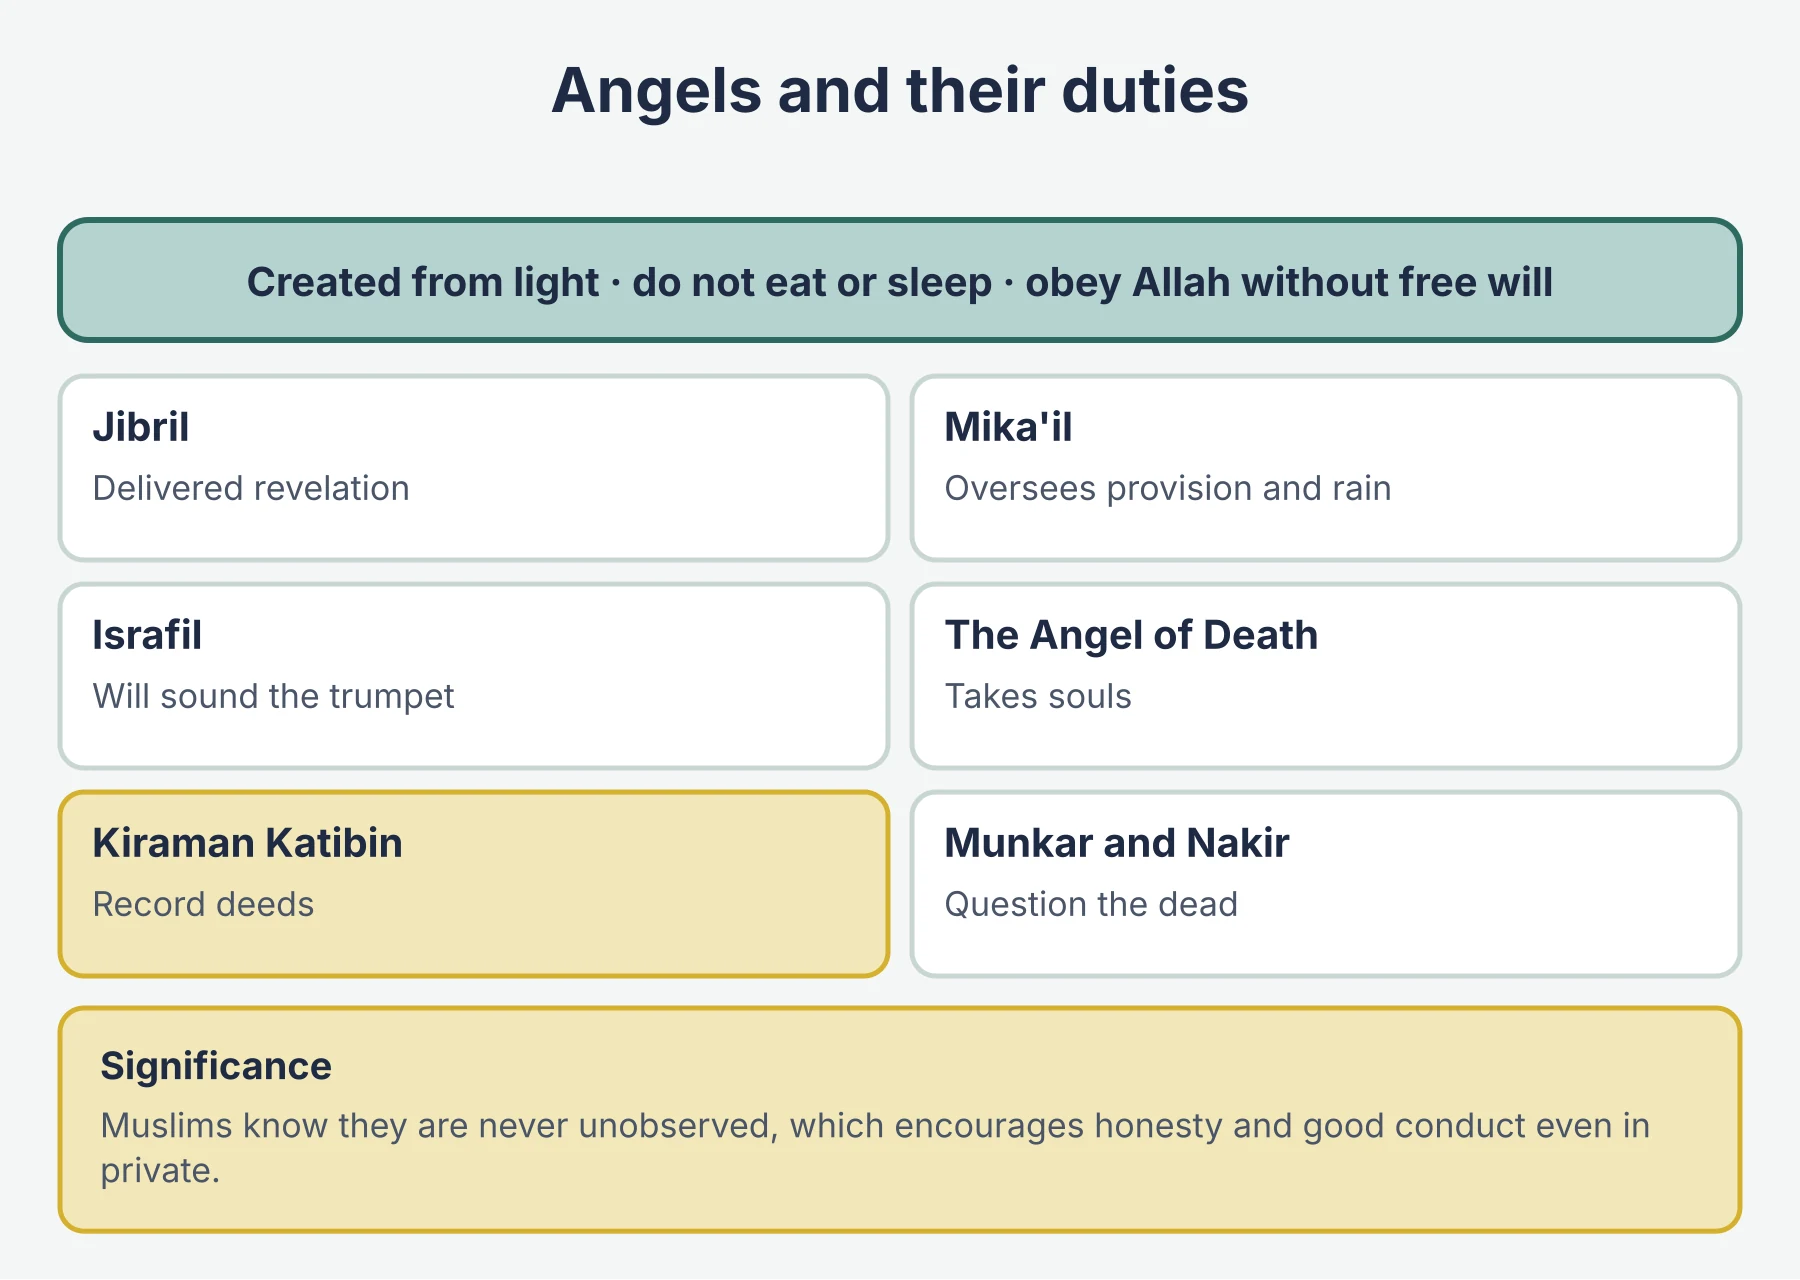 Angels and their duties
Created from light · do not eat or sleep · obey Allah without free will
Jibril
Delivered revelation
Mika'il
Oversees provision and rain
Israfil
Will sound the trumpet
The Angel of Death
Takes souls
Kiraman Katibin
Record deeds
Munkar and Nakir
Question the dead
Significance
Muslims know they are never unobserved, which encourages honesty and good conduct even in
private.